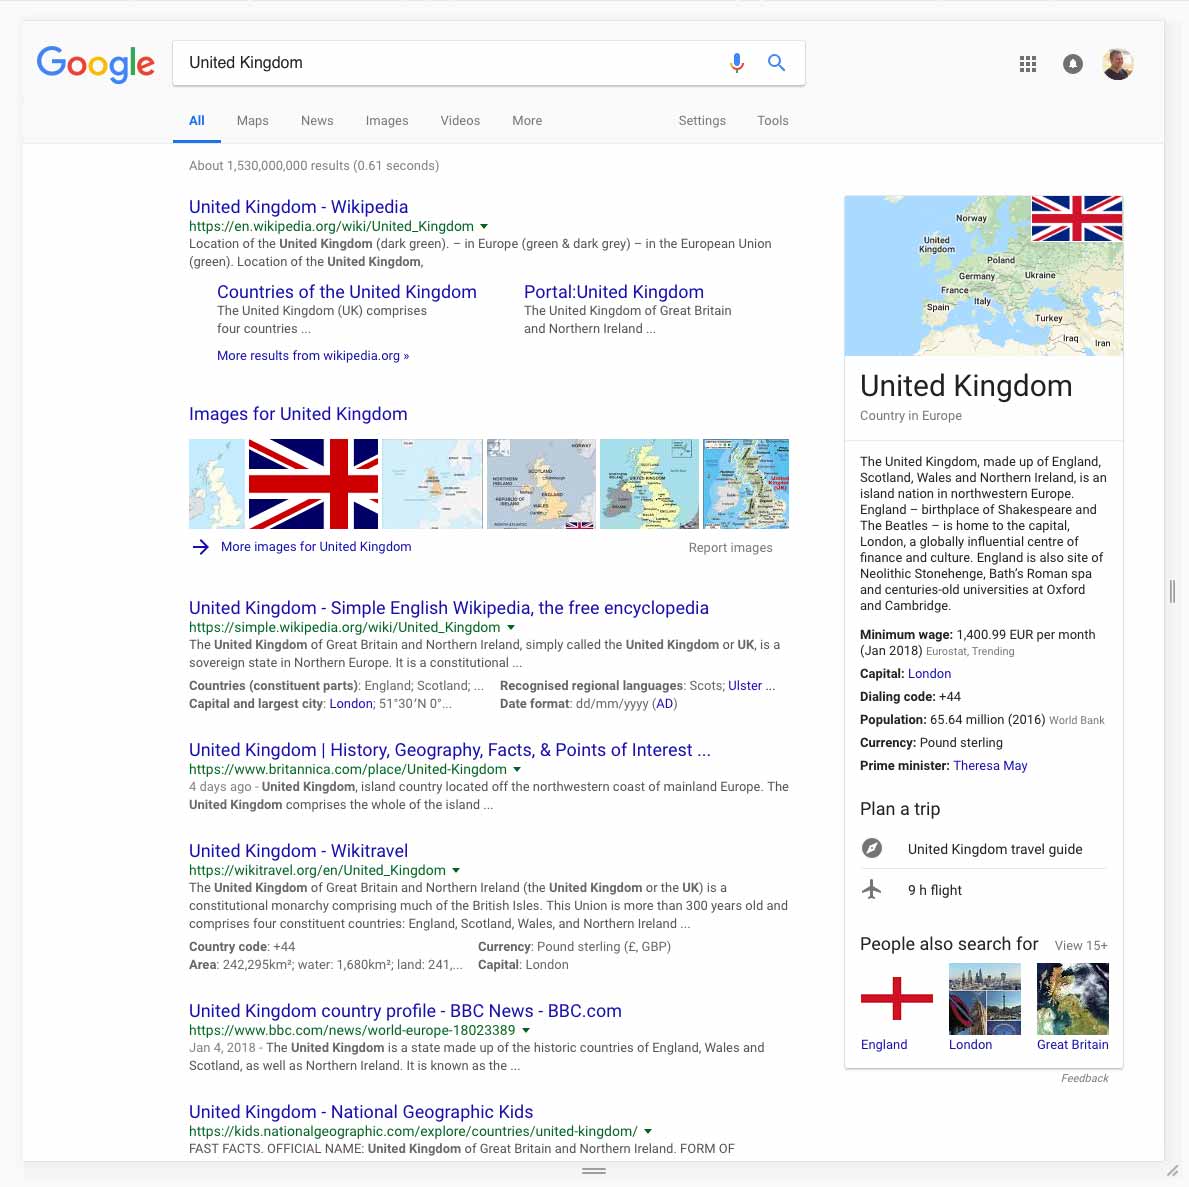 Google
United Kingdom
All Maps News Images Videos More Settings Tools
About 1,530,000,000 results (0.61 seconds)
United Kingdom - Wikipedia
https://en.wikipedia.org/wiki/United_Kingdom
Location of the United Kingdom (dark green). – in Europe (green & dark grey) – in the European Union
(green). Location of the United Kingdom,
Countries of the United Kingdom
The United Kingdom (UK) comprises
four countries ...
Portal:United Kingdom
The United Kingdom of Great Britain
and Northern Ireland ...
More results from wikipedia.org »
Images for United Kingdom
NORWAY
SCOTLAND
NORTHERN
IRELAND
REPUBLIC OF
IRELAND
ENGLAND
WALES
More images for United Kingdom
Report images
United Kingdom - Simple English Wikipedia, the free encyclopedia
https://simple.wikipedia.org/wiki/United_Kingdom
The United Kingdom of Great Britain and Northern Ireland, simply called the United Kingdom or UK, is a
sovereign state in Northern Europe. It is a constitutional ...
Countries (constituent parts): England; Scotland; ... Recognised regional languages: Scots; Ulster ...
Capital and largest city: London; 51°30′N 0°... Date format: dd/mm/yyyy (AD)
United Kingdom | History, Geography, Facts, & Points of Interest ...
https://www.britannica.com/place/United-Kingdom
4 days ago - United Kingdom, island country located off the northwestern coast of mainland Europe. The
United Kingdom comprises the whole of the island ...
United Kingdom - Wikitravel
https://wikitravel.org/en/United_Kingdom
The United Kingdom of Great Britain and Northern Ireland (the United Kingdom or the UK) is a
constitutional monarchy comprising much of the British Isles. This Union is more than 300 years old and
comprises four constituent countries: England, Scotland, Wales, and Northern Ireland ...
Country code: +44 Currency: Pound sterling (£, GBP)
Area: 242,295km²; water: 1,680km²; land: 241,... Capital: London
United Kingdom country profile - BBC News - BBC.com
https://www.bbc.com/news/world-europe-18023389
Jan 4, 2018 - The United Kingdom is a state made up of the historic countries of England, Wales and
Scotland, as well as Northern Ireland. It is known as the ...
United Kingdom - National Geographic Kids
https://kids.nationalgeographic.com/explore/countries/united-kingdom/
FAST FACTS. OFFICIAL NAME: United Kingdom of Great Britain and Northern Ireland. FORM OF
Norway
United
Kingdom
Poland
Germany
Ukraine
France
Italy
Spain
Turkey
Iraq
Iran
United Kingdom
Country in Europe
The United Kingdom, made up of England,
Scotland, Wales and Northern Ireland, is an
island nation in northwestern Europe.
England – birthplace of Shakespeare and
The Beatles – is home to the capital,
London, a globally influential centre of
finance and culture. England is also site of
Neolithic Stonehenge, Bath's Roman spa
and centuries-old universities at Oxford
and Cambridge.
Minimum wage: 1,400.99 EUR per month
(Jan 2018) Eurostat, Trending
Capital: London
Dialing code: +44
Population: 65.64 million (2016) World Bank
Currency: Pound sterling
Prime minister: Theresa May
Plan a trip
United Kingdom travel guide
9 h flight
People also search for View 15+
England London Great Britain
Feedback